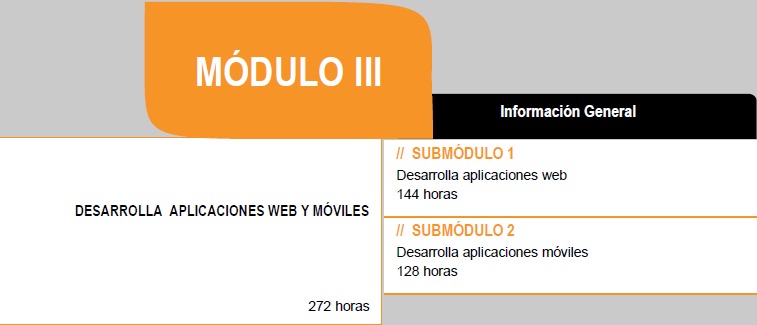 MÓDULO III
Información General
DESARROLLA APLICACIONES WEB Y MÓVILES
272 horas
// SUBMÓDULO 1
Desarrolla aplicaciones web
144 horas
// SUBMÓDULO 2
Desarrolla aplicaciones móviles
128 horas